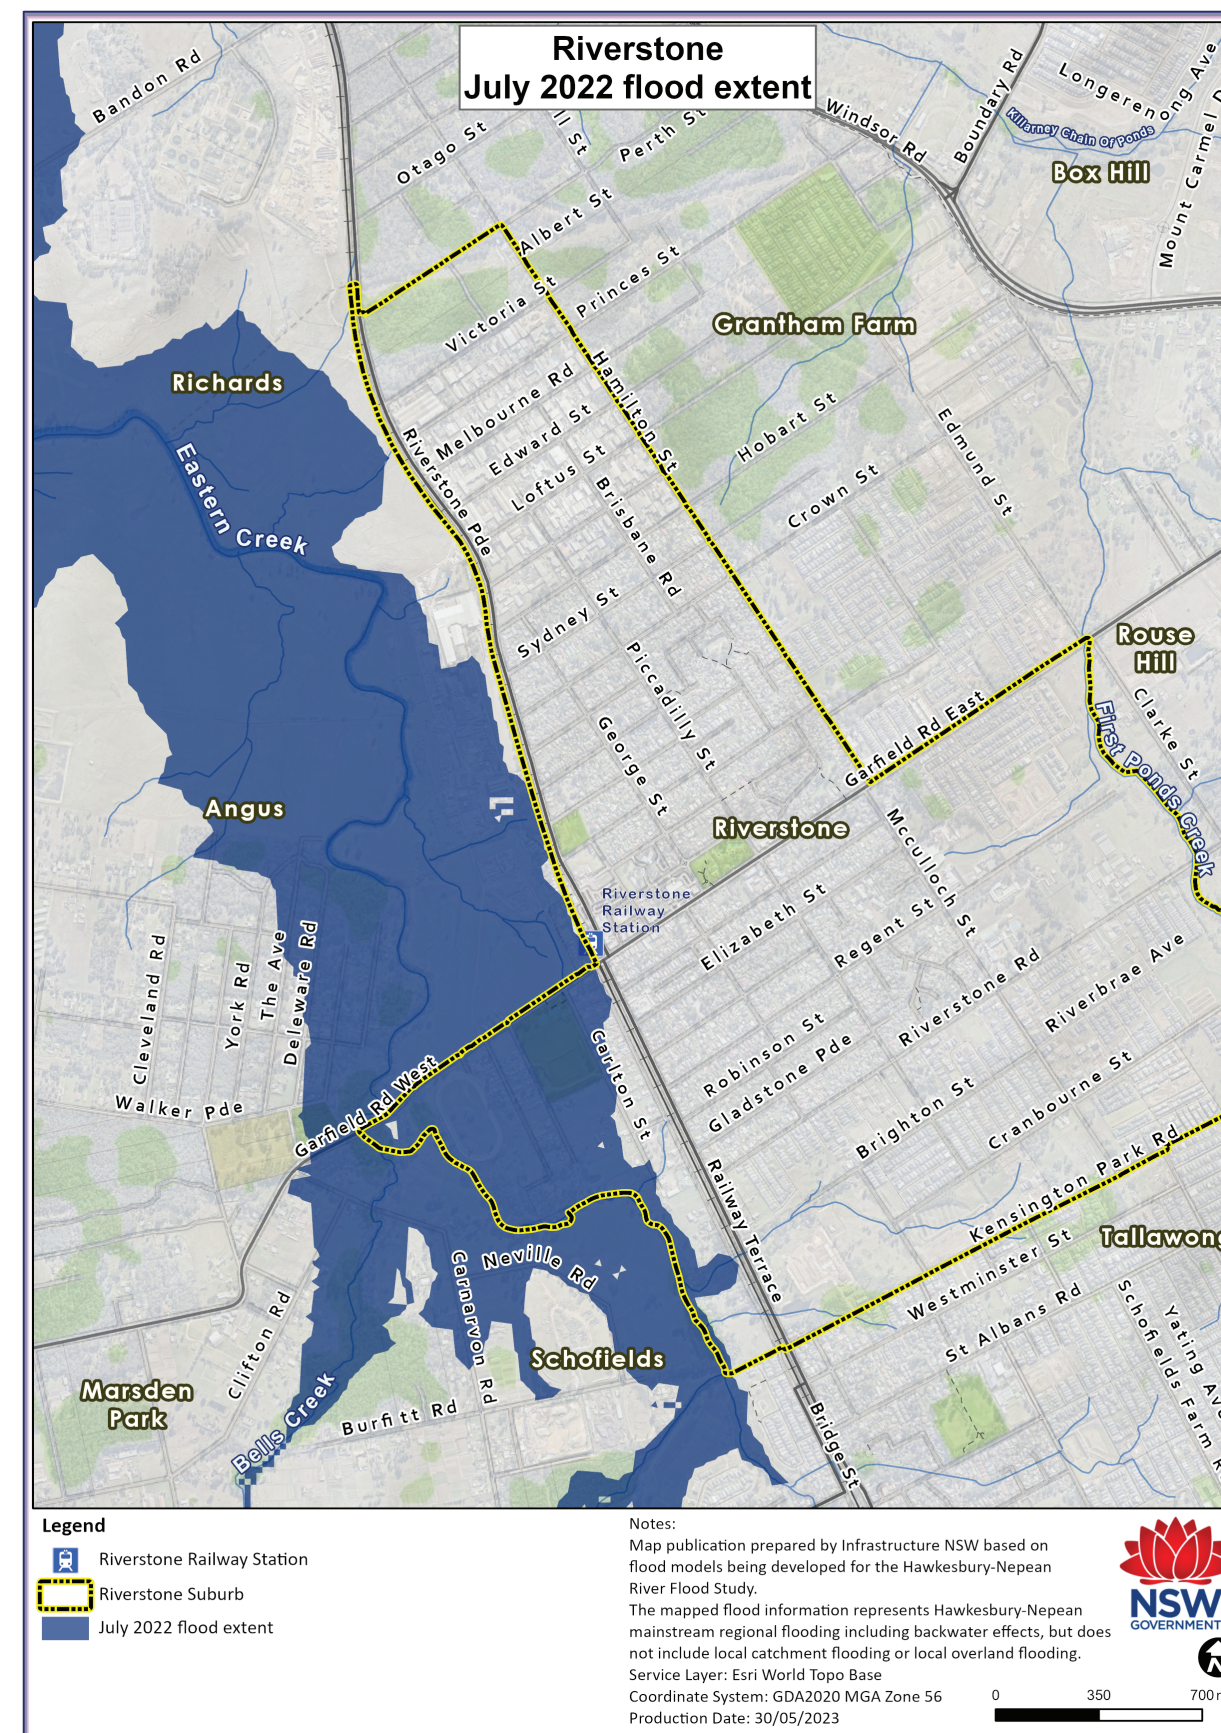 Riverstone
July 2022 flood extent
Bandon Rd
Otago St
ll St
Perth St
Windsor Rd
Boundary Rd
Longerenong Ave
Killarney Chain Of Ponds
Box Hill
Mount Carmel D
Albert St
Victoria St
Princes St
Grantham Farm
Richards
Melbourne Rd
Hamilton St
Edward St
Hobart St
Edmund St
Riverstone Pde
Loftus St
Crown St
Brisbane Rd
Eastern Creek
Sydney St
Rouse
Hill
Piccadilly St
Clarke St
Garfield Rd East
First Ponds Creek
George St
Angus
Riverstone
Mcculloch St
Riverstone
Railway
Station
Elizabeth St
Regent St
Cleveland Rd
York Rd
The Ave
Deleware Rd
Riverstone Rd
Riverbrae Ave
Carlton St
Robinson St
Gladstone Pde
Garfield Rd West
Walker Pde
Brighton St
Cranbourne St
Kensington Park Rd
Railway Terrace
Neville Rd
Carnarvon Rd
Westminster St
Tallawong
St Albans Rd
Schofields Farm R
Yating Av
Clifton Rd
Schofields
Marsden
Park
Burfitt Rd
Bells Creek
Bridge St
Legend
Riverstone Railway Station
Riverstone Suburb
July 2022 flood extent
Notes:
Map publication prepared by Infrastructure NSW based on
flood models being developed for the Hawkesbury-Nepean
River Flood Study.
The mapped flood information represents Hawkesbury-Nepean
mainstream regional flooding including backwater effects, but does
not include local catchment flooding or local overland flooding.
Service Layer: Esri World Topo Base
Coordinate System: GDA2020 MGA Zone 56
Production Date: 30/05/2023
NSW
GOVERNMENT
N
0 350 700 m